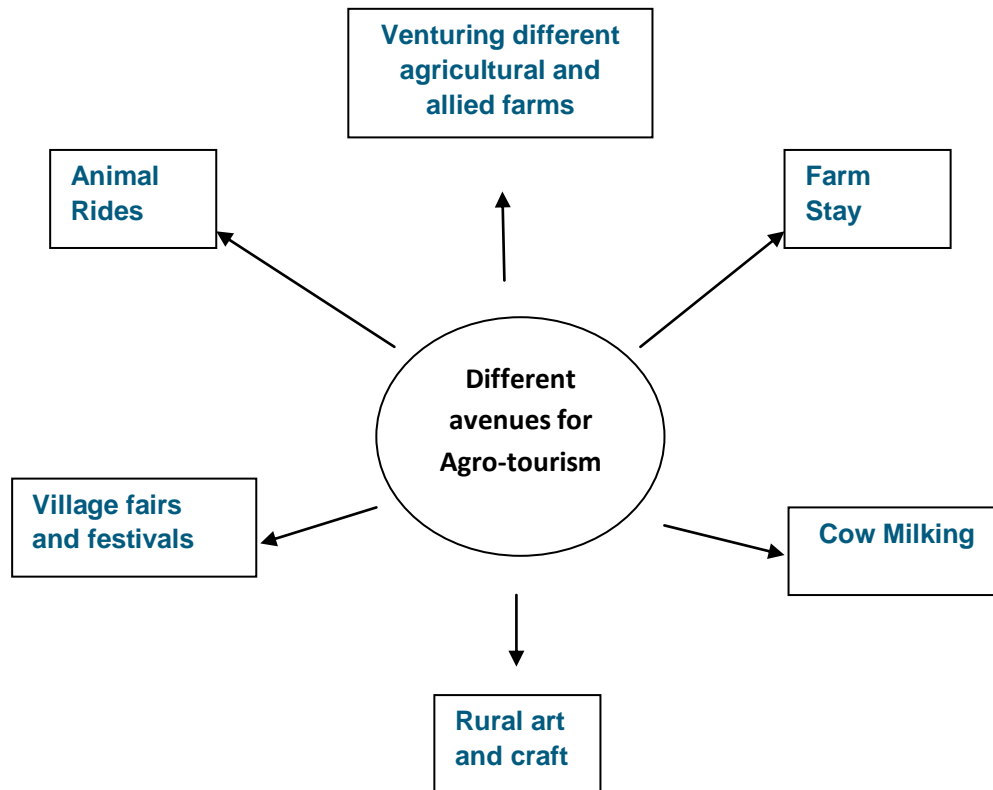 Venturing different
agricultural and
allied farms
Animal
Rides
Farm
Stay
Different
avenues for
Agro-tourism
Village fairs
and festivals
Cow Milking
Rural art
and craft